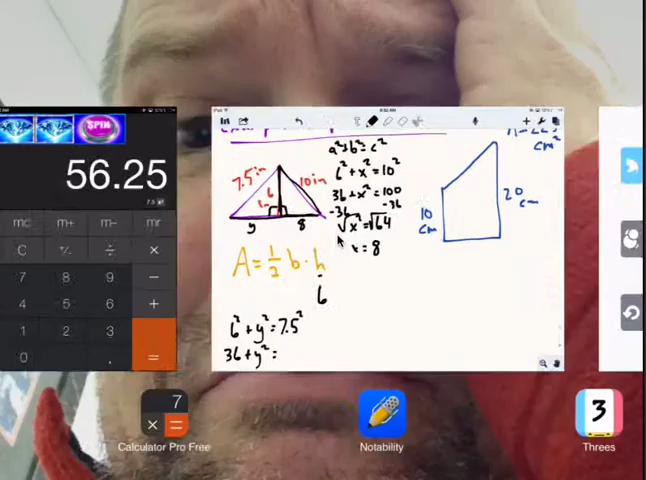 SPIN
56.25
mc
m+
m-
mr
C
7
8
9
4
5
6
1
2
3
0
.
=
a²+b²=c²
6²+x²=10²
36+x²=100
-36 -36
√x²=√64
x=8
7.5in
10in
6
y
8
A=½b·h
6
6²+y²=7.5²
36+y²=
cm²
10
cm
20
cm
7
Calculator Pro Free
Notability
3
Threes